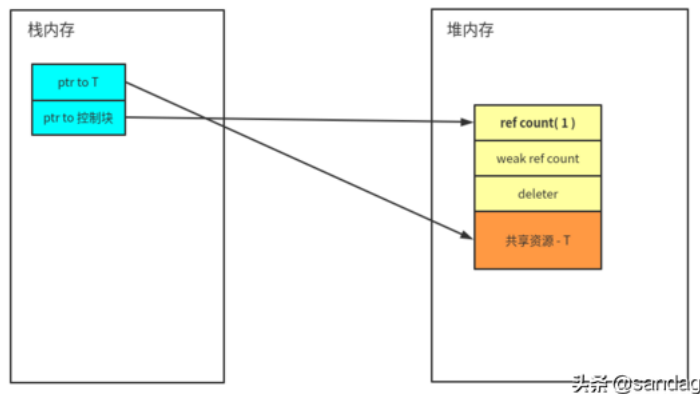 栈内存
堆内存
ptr to T
ptr to 控制块
ref count( 1 )
weak ref count
deleter
共享资源 - T
头条 @sandag